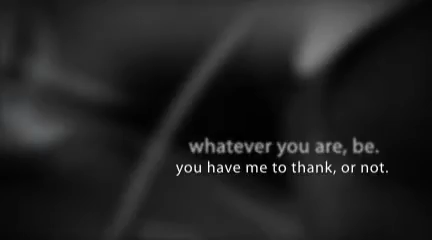 whatever you are, be.
you have me to thank, or not.